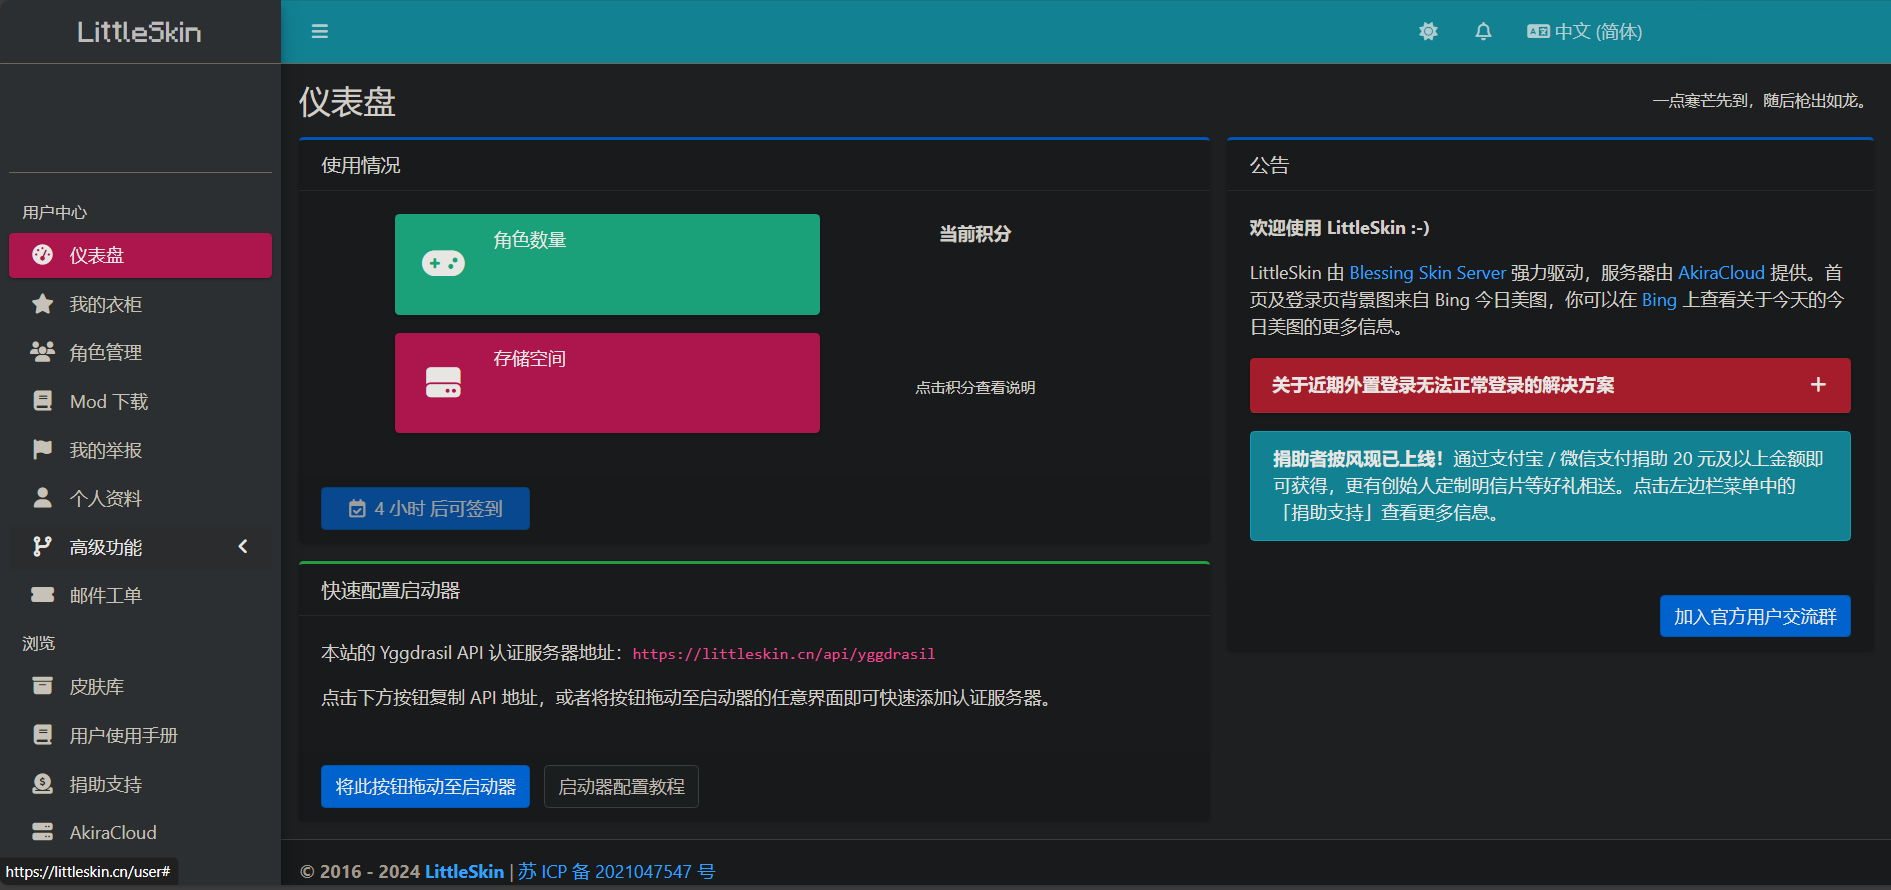 LittleSkin
中文 (简体)
用户中心
仪表盘
我的衣柜
角色管理
Mod 下载
我的举报
个人资料
高级功能
邮件工单
浏览
皮肤库
用户使用手册
捐助支持
AkiraCloud
https://littleskin.cn/user#
仪表盘
一点寒芒先到，随后枪出如龙。
使用情况
角色数量
存储空间
当前积分
点击积分查看说明
4 小时 后可签到
快速配置启动器
本站的 Yggdrasil API 认证服务器地址：https://littleskin.cn/api/yggdrasil
点击下方按钮复制 API 地址，或者将按钮拖动至启动器的任意界面即可快速添加认证服务器。
将此按钮拖动至启动器
启动器配置教程
公告
欢迎使用 LittleSkin :-)
LittleSkin 由 Blessing Skin Server 强力驱动，服务器由 AkiraCloud 提供。首
页及登录页背景图来自 Bing 今日美图，你可以在 Bing 上查看关于今天的今
日美图的更多信息。
关于近期外置登录无法正常登录的解决方案
捐助者披风现已上线！通过支付宝 / 微信支付捐助 20 元及以上金额即
可获得，更有创始人定制明信片等好礼相送。点击左边栏菜单中的
「捐助支持」查看更多信息。
加入官方用户交流群
© 2016 - 2024 LittleSkin | 苏 ICP 备 2021047547 号